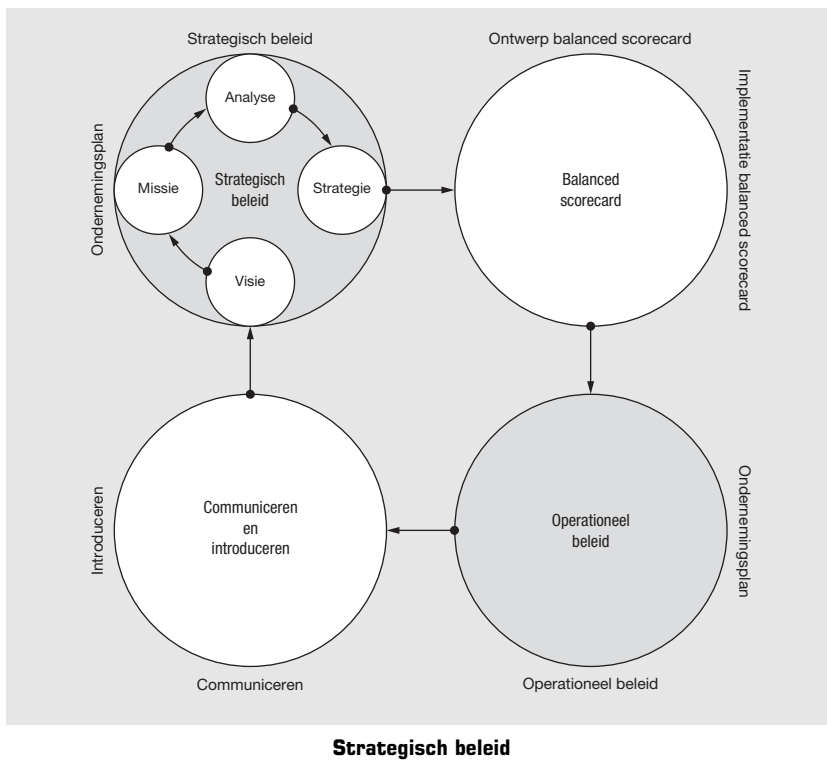 Strategisch beleid
Ontwerp balanced scorecard
Ondernemingsplan
Analyse
Missie
Strategisch
beleid
Strategie
Visie
Balanced
scorecard
Implementatie balanced scorecard
Introduceren
Communiceren
en
introduceren
Operationeel
beleid
Ondernemingsplan
Communiceren
Operationeel beleid
Strategisch beleid